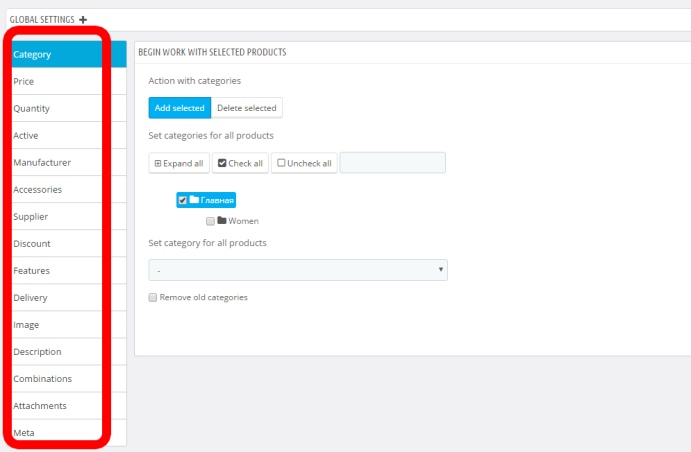 GLOBAL SETTINGS
Category
Price
Quantity
Active
Manufacturer
Accessories
Supplier
Discount
Features
Delivery
Image
Description
Combinations
Attachments
Meta
BEGIN WORK WITH SELECTED PRODUCTS
Action with categories
Add selected Delete selected
Set categories for all products
Expand all Check all Uncheck all
Главная
Women
Set category for all products
-
Remove old categories